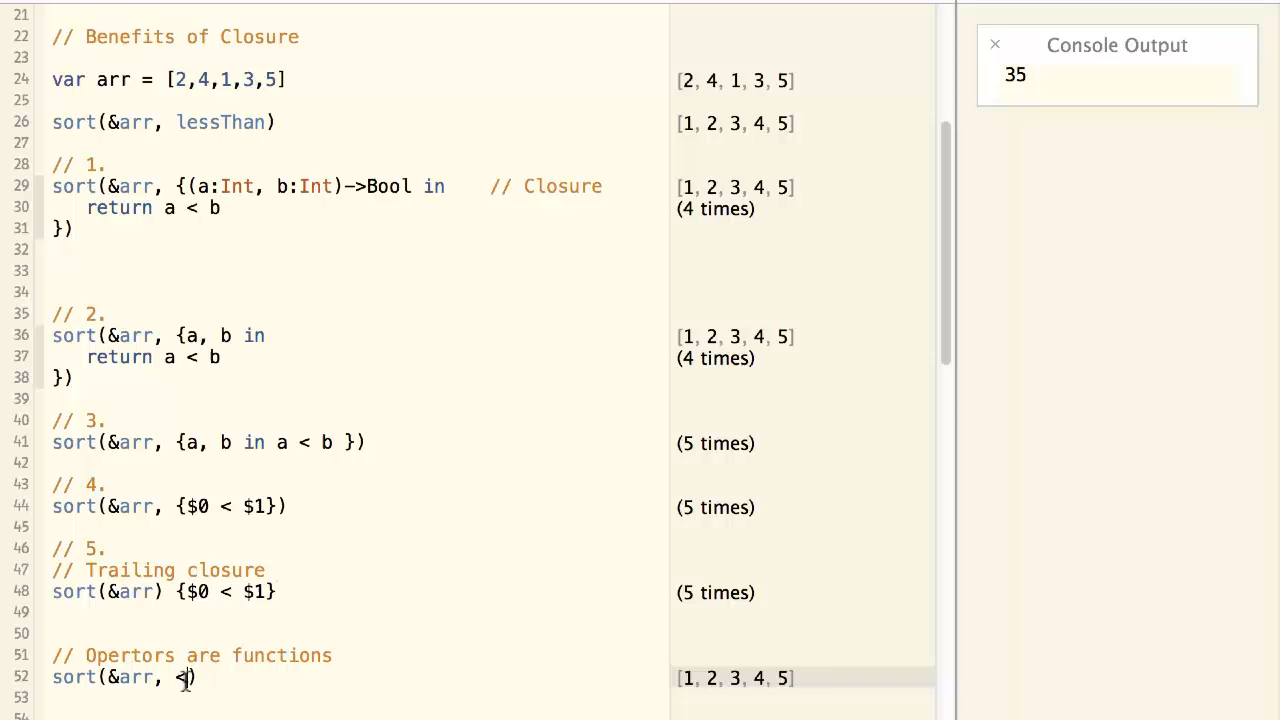 21
22 // Benefits of Closure
23
24 var arr = [2,4,1,3,5] [2, 4, 1, 3, 5]
25
26 sort(&arr, lessThan) [1, 2, 3, 4, 5]
27
28 // 1.
29 sort(&arr, {(a:Int, b:Int)->Bool in // Closure [1, 2, 3, 4, 5]
30 return a < b (4 times)
31 })
32
33
34
35 // 2.
36 sort(&arr, {a, b in [1, 2, 3, 4, 5]
37 return a < b (4 times)
38 })
39
40 // 3.
41 sort(&arr, {a, b in a < b }) (5 times)
42
43 // 4.
44 sort(&arr, {$0 < $1}) (5 times)
45
46 // 5.
47 // Trailing closure
48 sort(&arr) {$0 < $1} (5 times)
49
50
51 // Opertors are functions
52 sort(&arr, <) [1, 2, 3, 4, 5]
53
54
Console Output
35